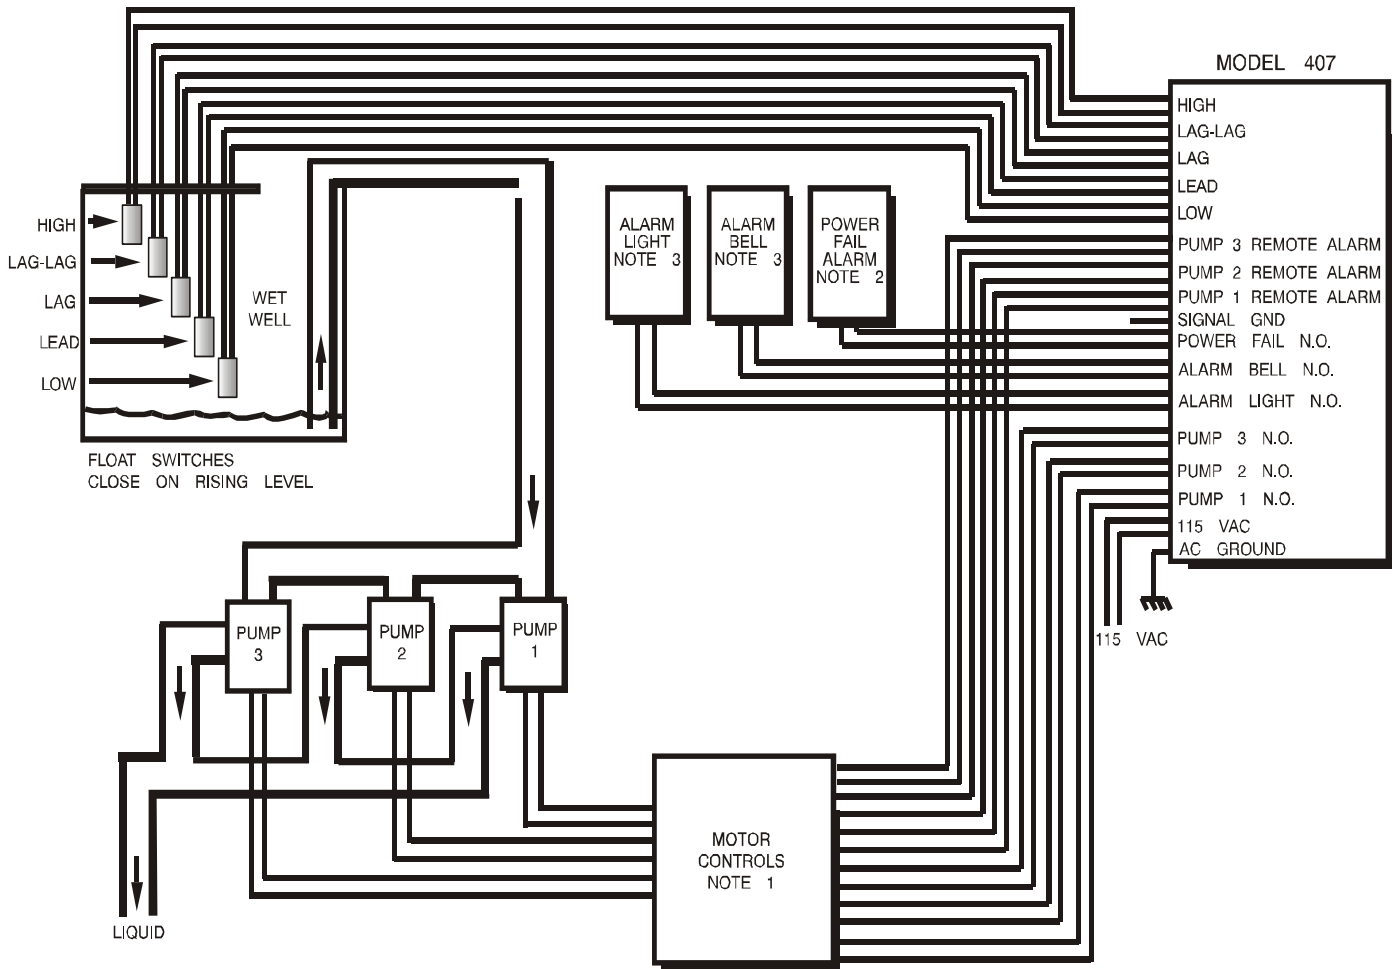 MODEL 407
HIGH
LAG-LAG
LAG
LEAD
LOW
PUMP 3 REMOTE ALARM
PUMP 2 REMOTE ALARM
PUMP 1 REMOTE ALARM
SIGNAL GND
POWER FAIL N.O.
ALARM BELL N.O.
ALARM LIGHT N.O.
PUMP 3 N.O.
PUMP 2 N.O.
PUMP 1 N.O.
115 VAC
AC GROUND
115 VAC
ALARM
LIGHT
NOTE 3
ALARM
BELL
NOTE 3
POWER
FAIL
ALARM
NOTE 2
HIGH
LAG-LAG
LAG
LEAD
LOW
WET
WELL
FLOAT SWITCHES
CLOSE ON RISING LEVEL
PUMP
3
PUMP
2
PUMP
1
MOTOR
CONTROLS
NOTE 1
LIQUID